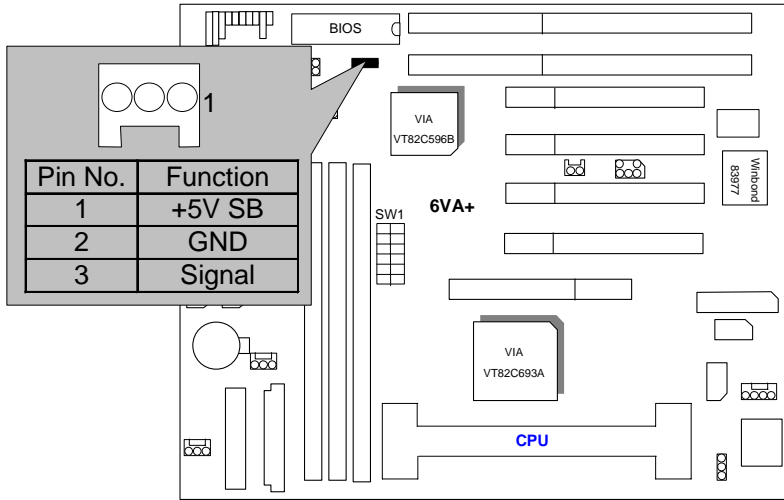 BIOS
1
VIA
VT82C596B
Winbond
83977
Pin No. Function
1 +5V SB
2 GND
3 Signal
6VA+
SW1
VIA
VT82C693A
CPU